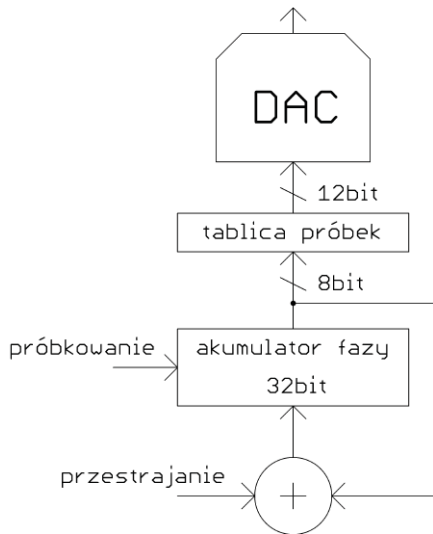 DAC
12bit
tablica próbek
8bit
próbkowanie
akumulator fazy
32bit
przestrajanie
+